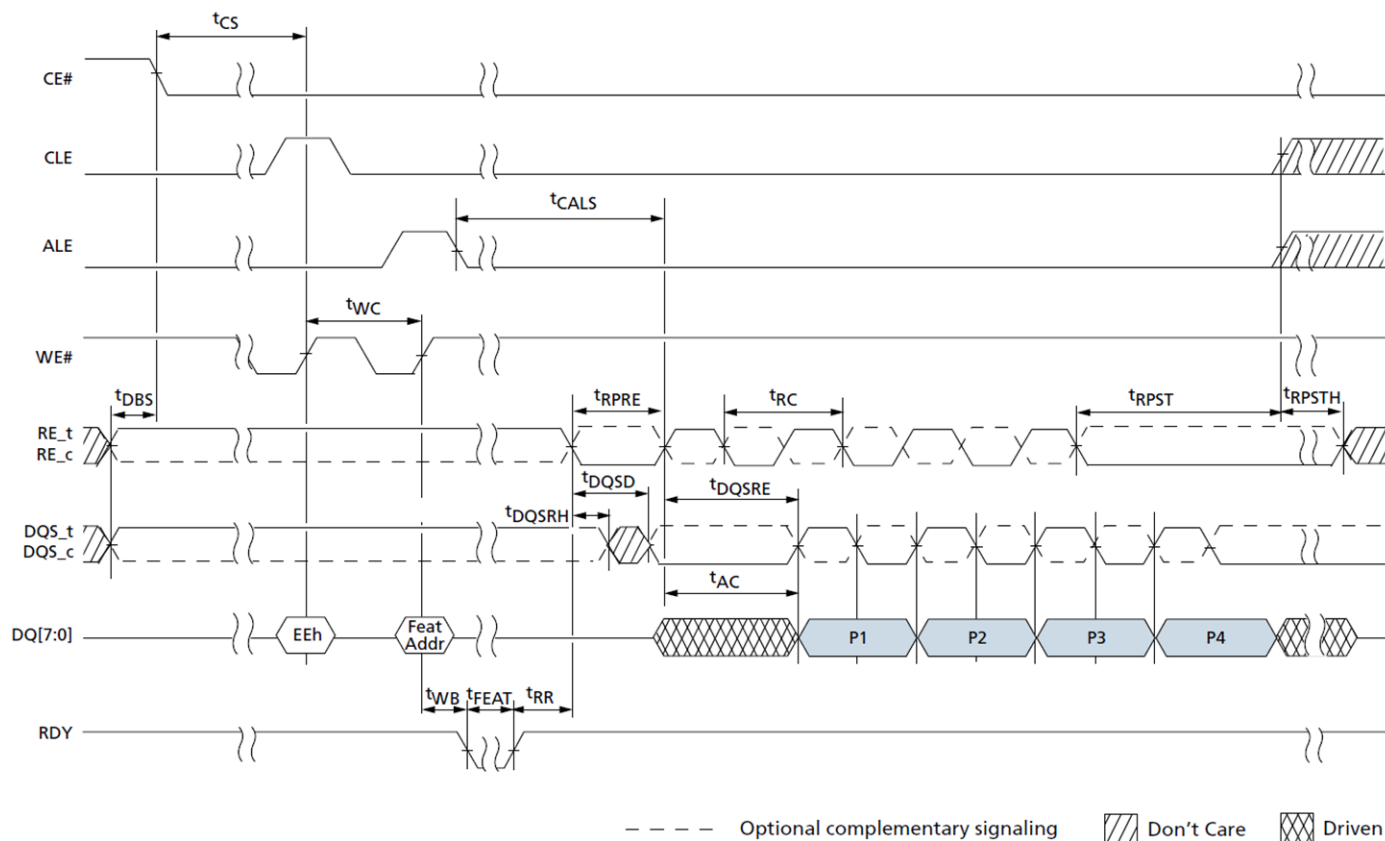 tCS
CE#
CLE
tCALS
ALE
tWC
WE#
tDBS tRPRE tRC tRPST tRPSTH
RE_t
RE_c
tDQSD tDQSRE
tDQSRH
DQS_t
DQS_c
tAC
DQ[7:0] EEh Feat Addr P1 P2 P3 P4
tWB tFEAT tRR
RDY
Optional complementary signaling Don't Care Driven